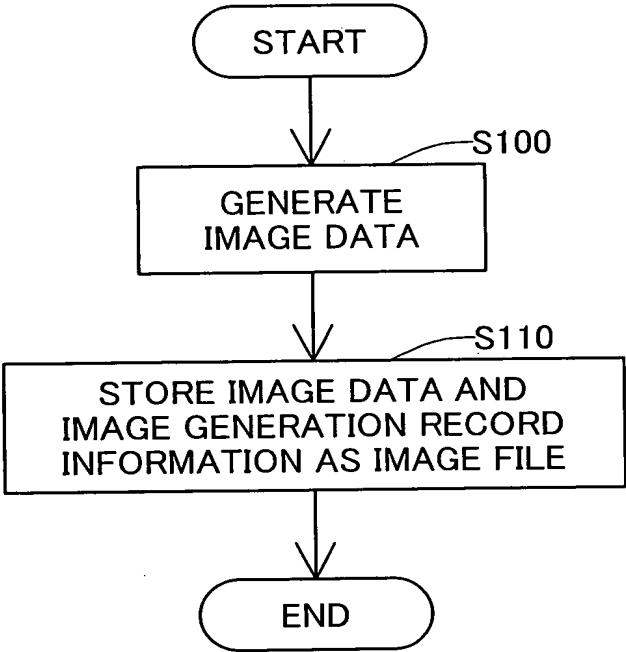 START
S100
GENERATE
IMAGE DATA
S110
STORE IMAGE DATA AND
IMAGE GENERATION RECORD
INFORMATION AS IMAGE FILE
END